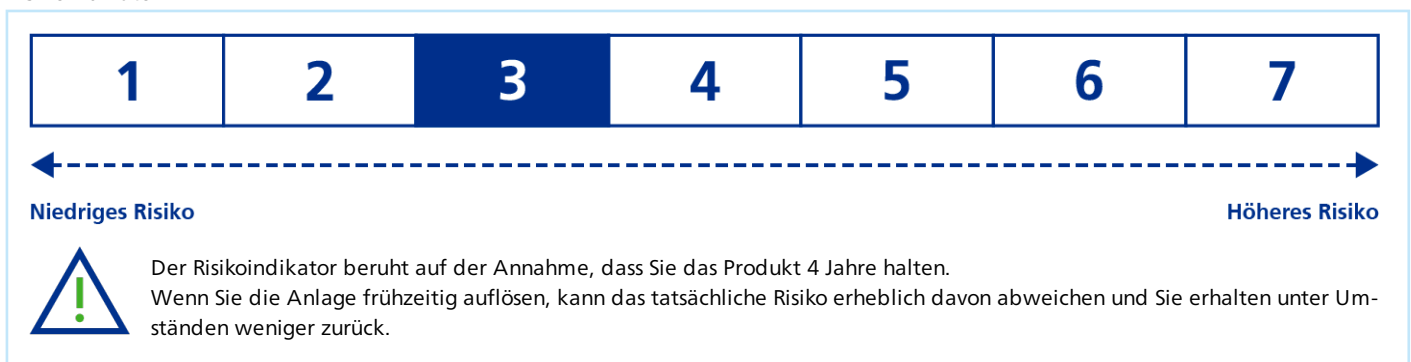 1 2 3 4 5 6 7
Niedriges Risiko Höheres Risiko
Der Risikoindikator beruht auf der Annahme, dass Sie das Produkt 4 Jahre halten.
Wenn Sie die Anlage frühzeitig auflösen, kann das tatsächliche Risiko erheblich davon abweichen und Sie erhalten unter Um-
ständen weniger zurück.